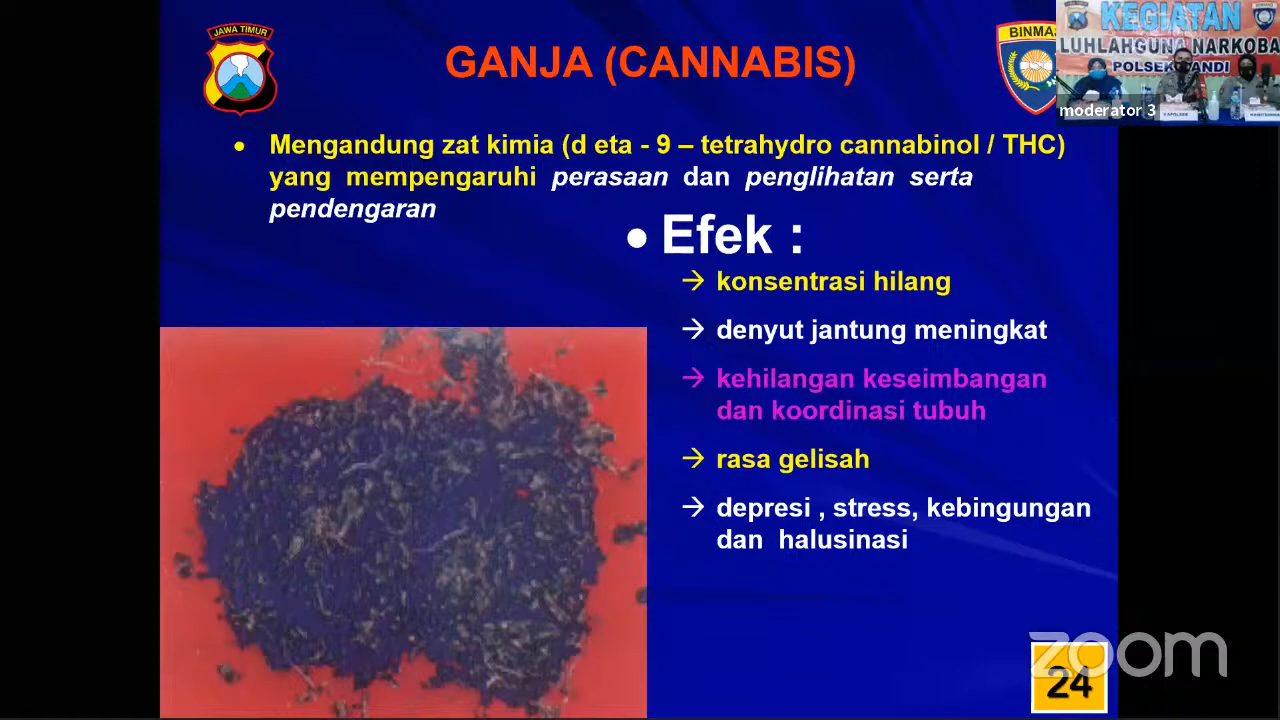 JAWA TIMUR
GANJA (CANNABIS)
BINMAS
KEGIATAN
LUHLAHGUNA NARKOBA
POLSEK
ANDI
moderator 3
• Mengandung zat kimia (d eta - 9 – tetrahydro cannabinol / THC)
yang mempengaruhi perasaan dan penglihatan serta
pendengaran
• Efek :
→ konsentrasi hilang
→ denyut jantung meningkat
→ kehilangan keseimbangan
dan koordinasi tubuh
→ rasa gelisah
→ depresi , stress, kebingungan
dan halusinasi
zoom
24